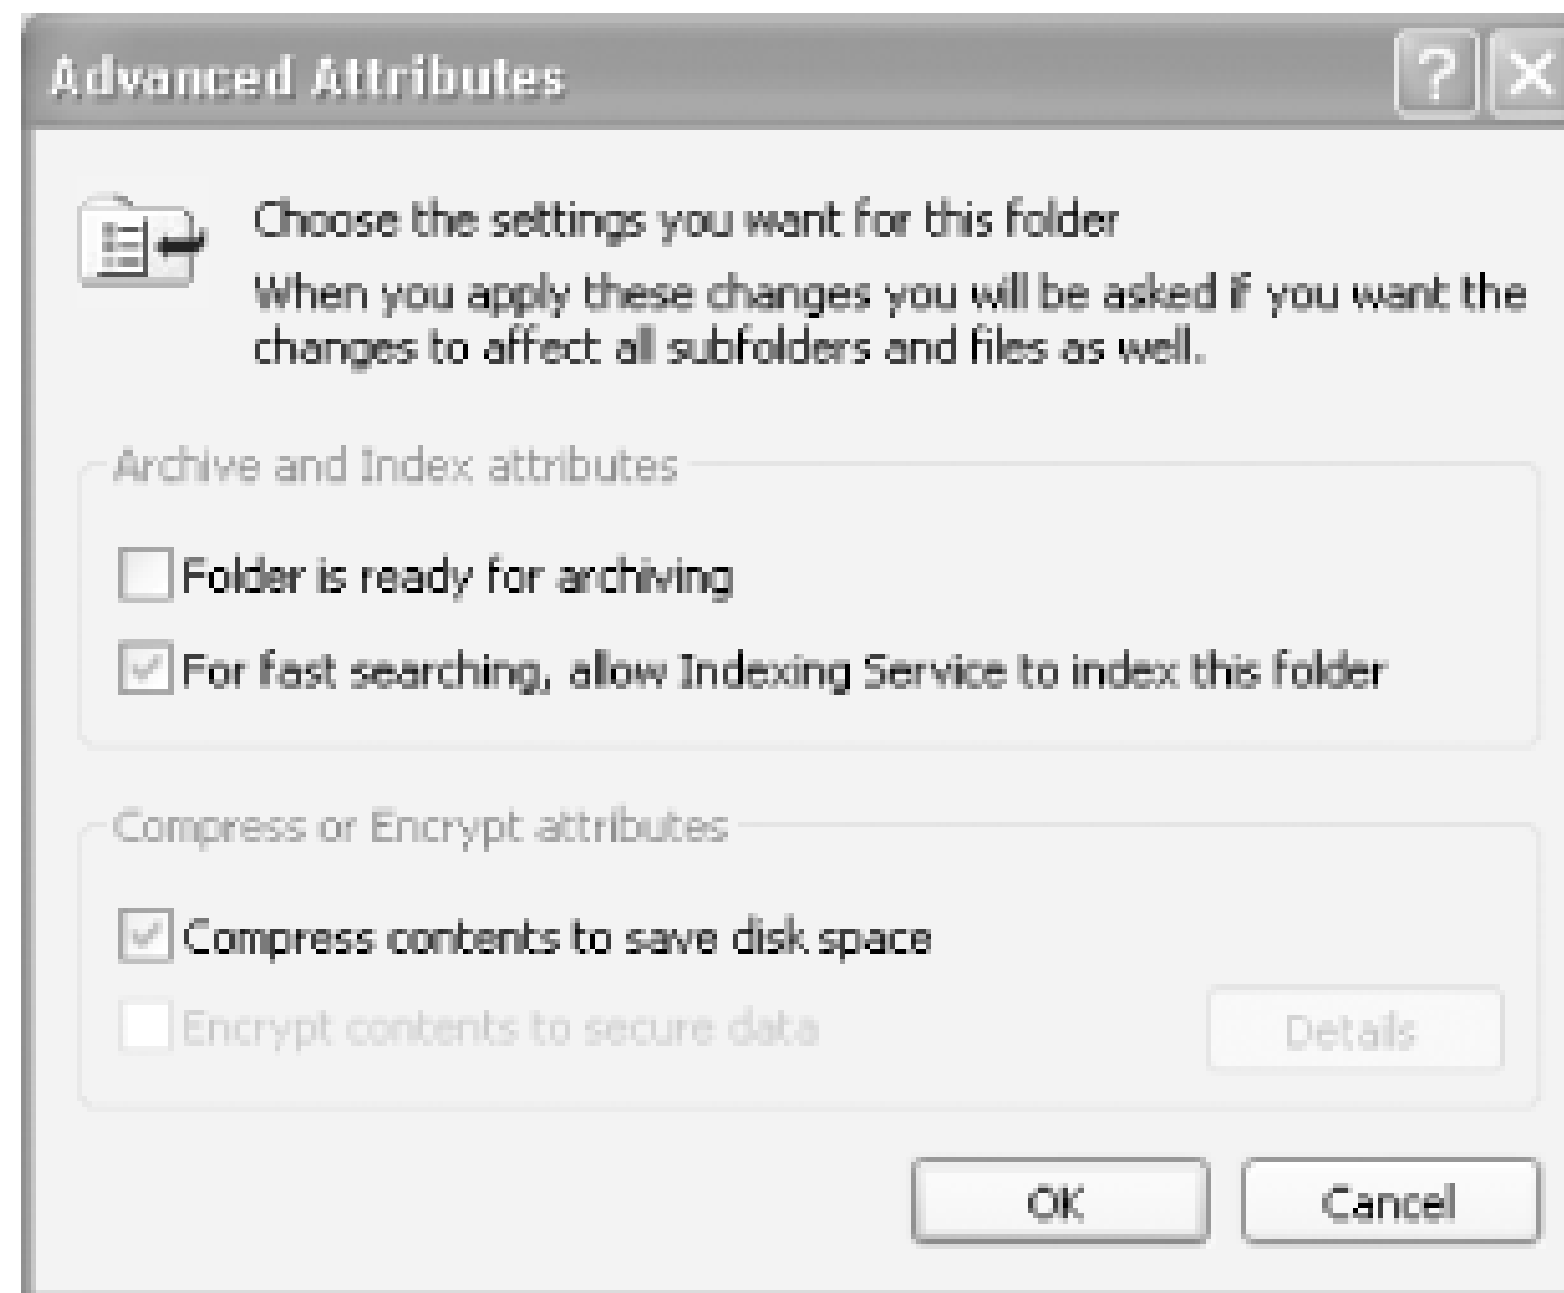 Advanced Attributes
Choose the settings you want for this folder
When you apply these changes you will be asked if you want the
changes to affect all subfolders and files as well.
Archive and Index attributes
Folder is ready for archiving
For fast searching, allow Indexing Service to index this folder
Compress or Encrypt attributes
Compress contents to save disk space
Encrypt contents to secure data
Details
OK
Cancel